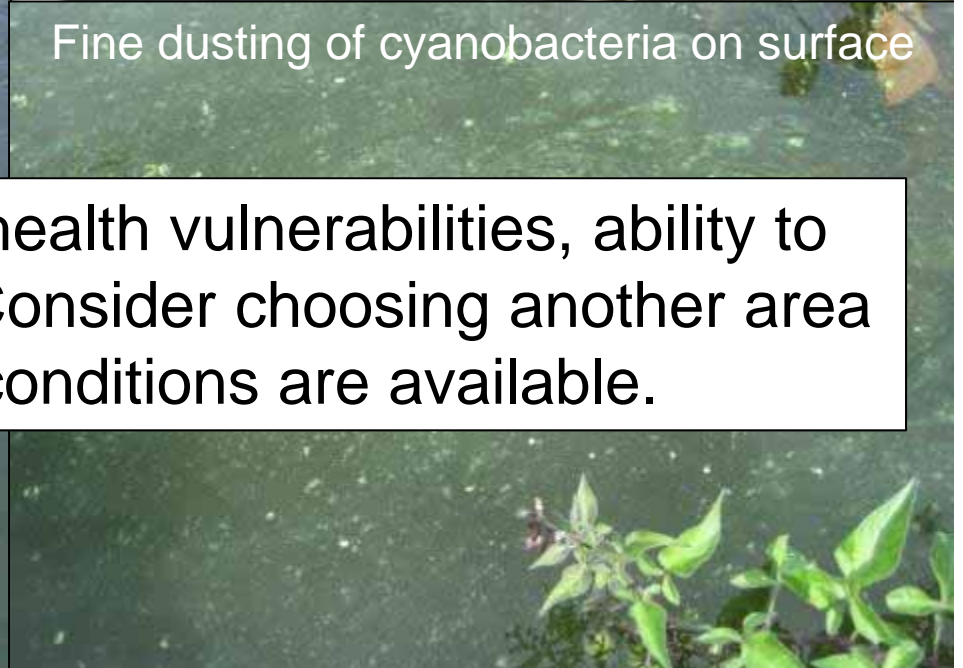 Fine dusting of cyanobacteria on surface
health vulnerabilities, ability to
Consider choosing another area
conditions are available.